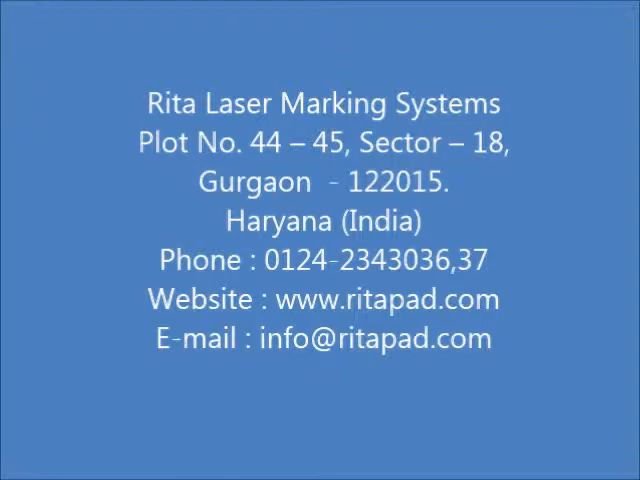 Rita Laser Marking Systems
Plot No. 44 – 45, Sector – 18,
Gurgaon  - 122015.
Haryana (India)
Phone : 0124-2343036,37
Website : www.ritapad.com
E-mail : info@ritapad.com